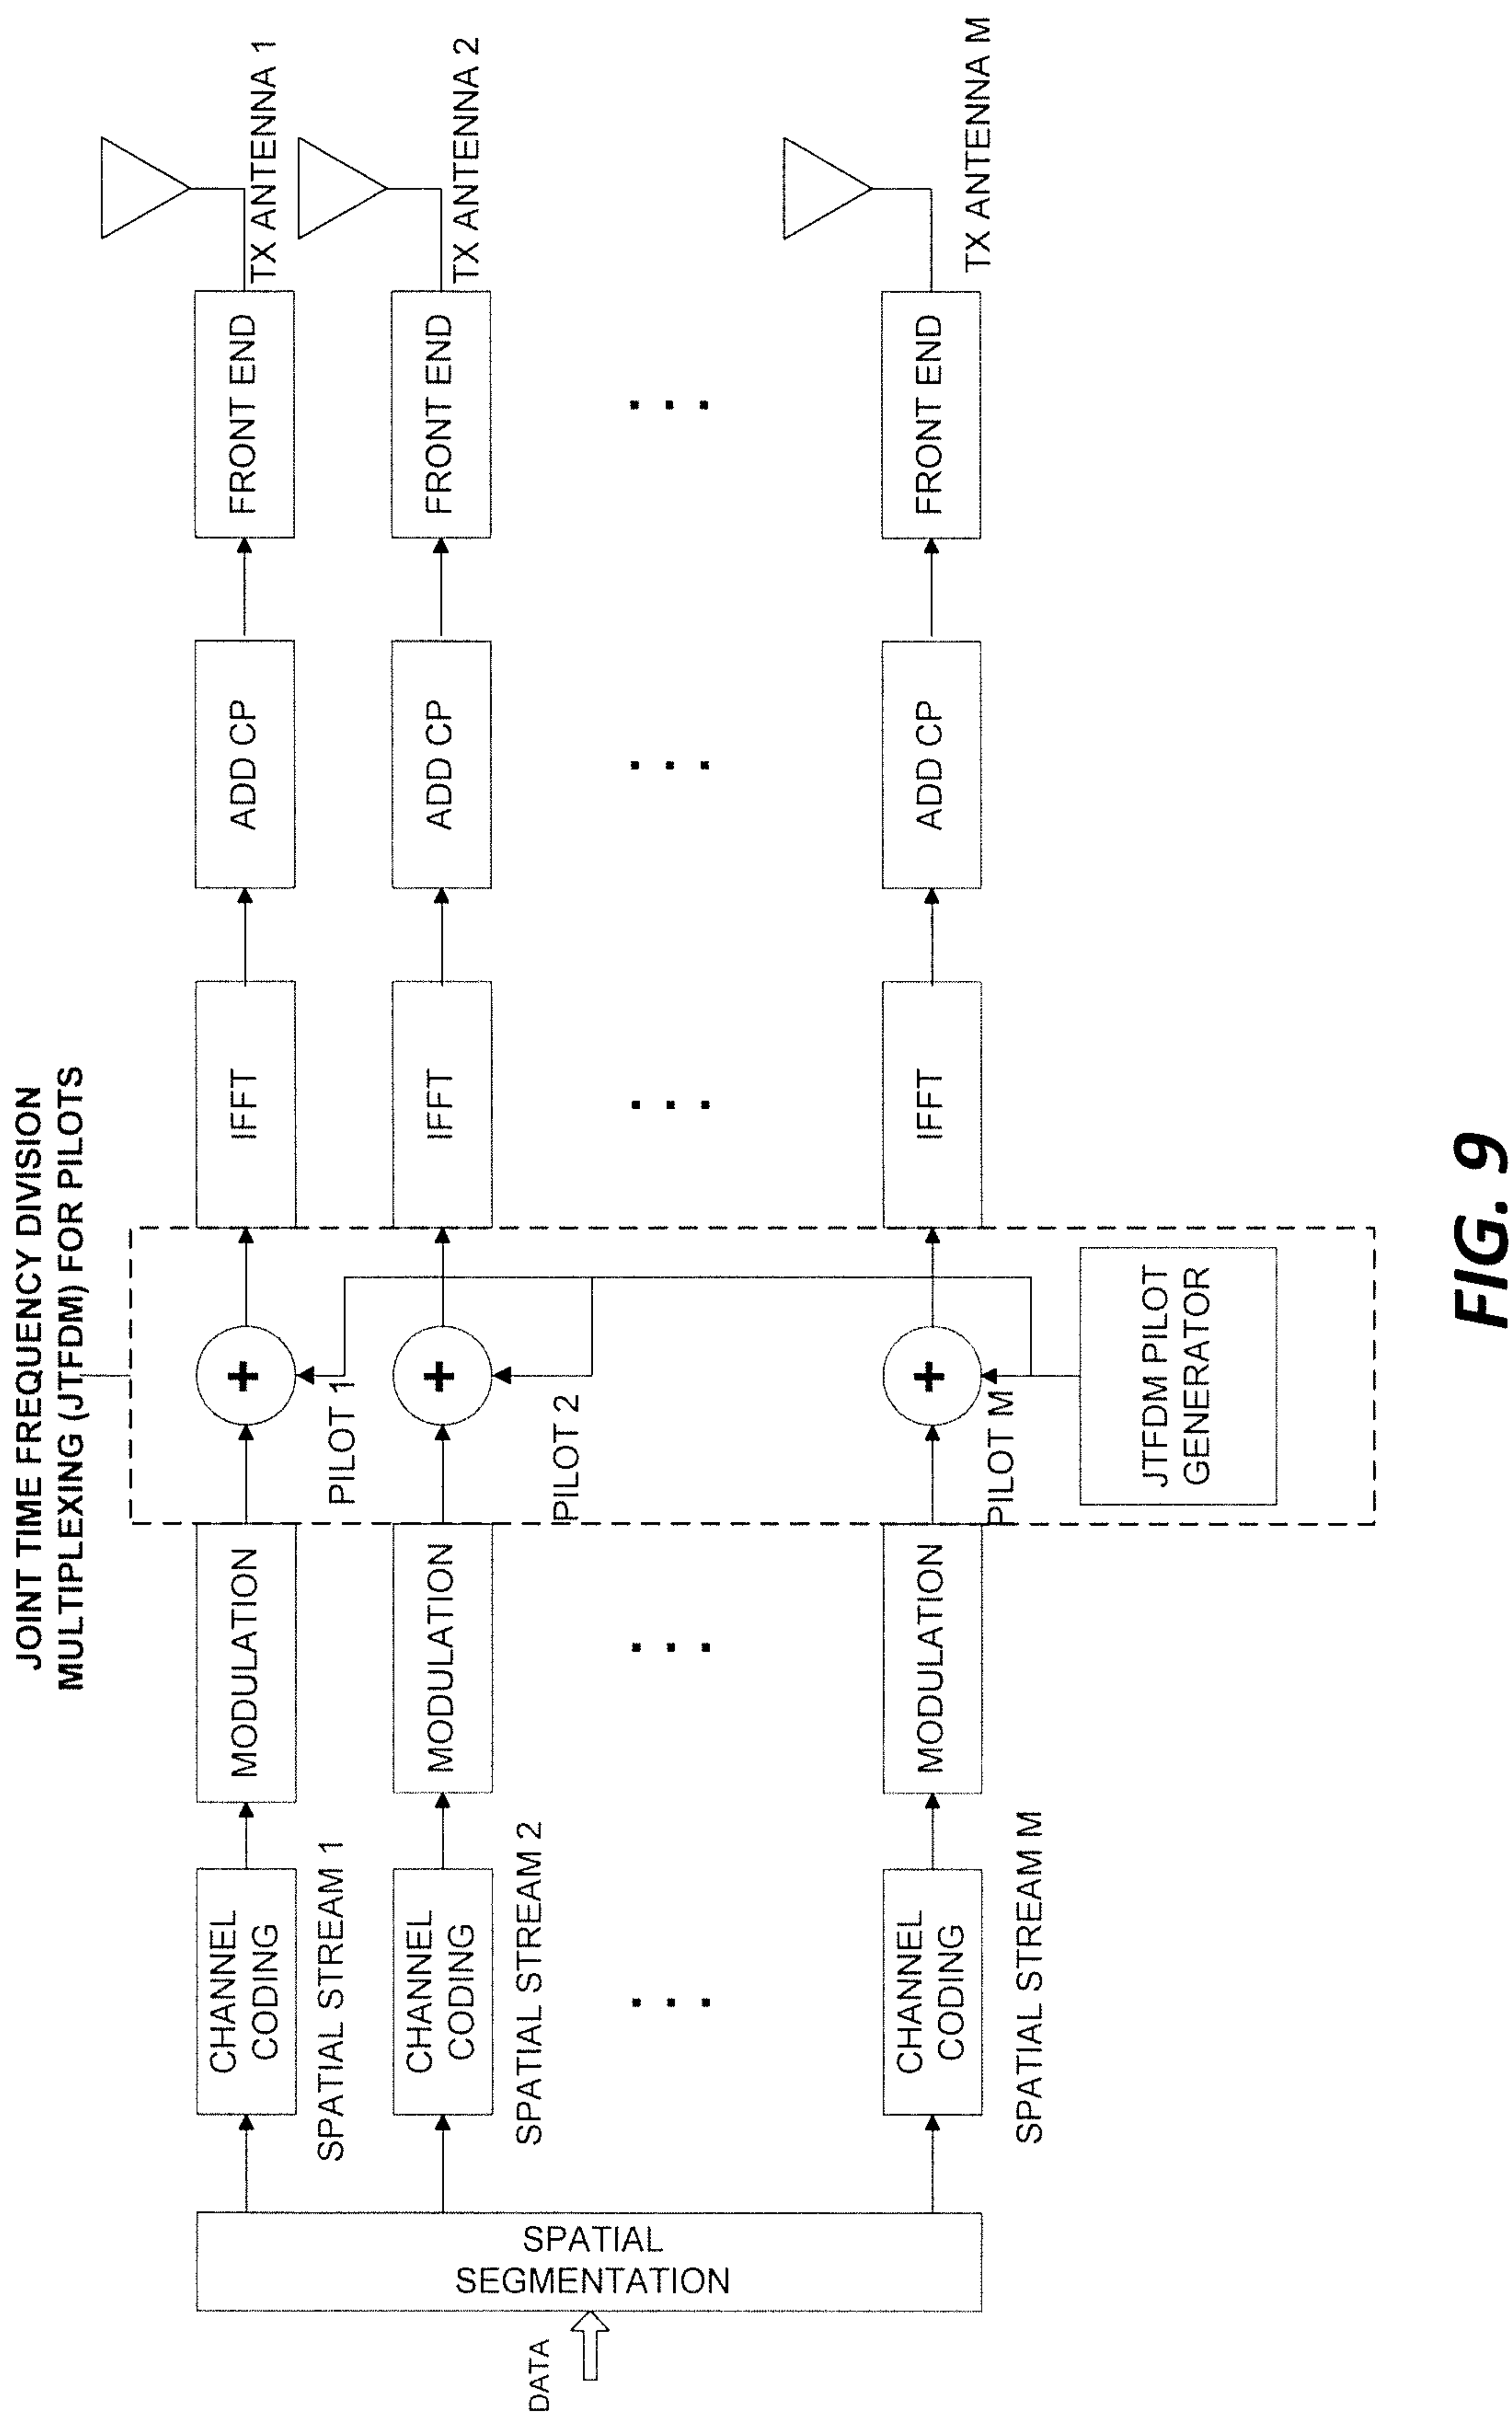 JOINT TIME FREQUENCY DIVISION
MULTIPLEXING (JTFDM) FOR PILOTS
DATA
SPATIAL
SEGMENTATION
CHANNEL
CODING
SPATIAL STREAM 1
MODULATION
+
PILOT 1
IFFT
ADD CP
FRONT END
TX ANTENNA 1
CHANNEL
CODING
SPATIAL STREAM 2
MODULATION
+
PILOT 2
IFFT
ADD CP
FRONT END
TX ANTENNA 2
. . .
. . .
. . .
. . .
. . .
CHANNEL
CODING
SPATIAL STREAM M
MODULATION
+
PILOT M
IFFT
ADD CP
FRONT END
TX ANTENNA M
JTFDM PILOT
GENERATOR
FIG. 9